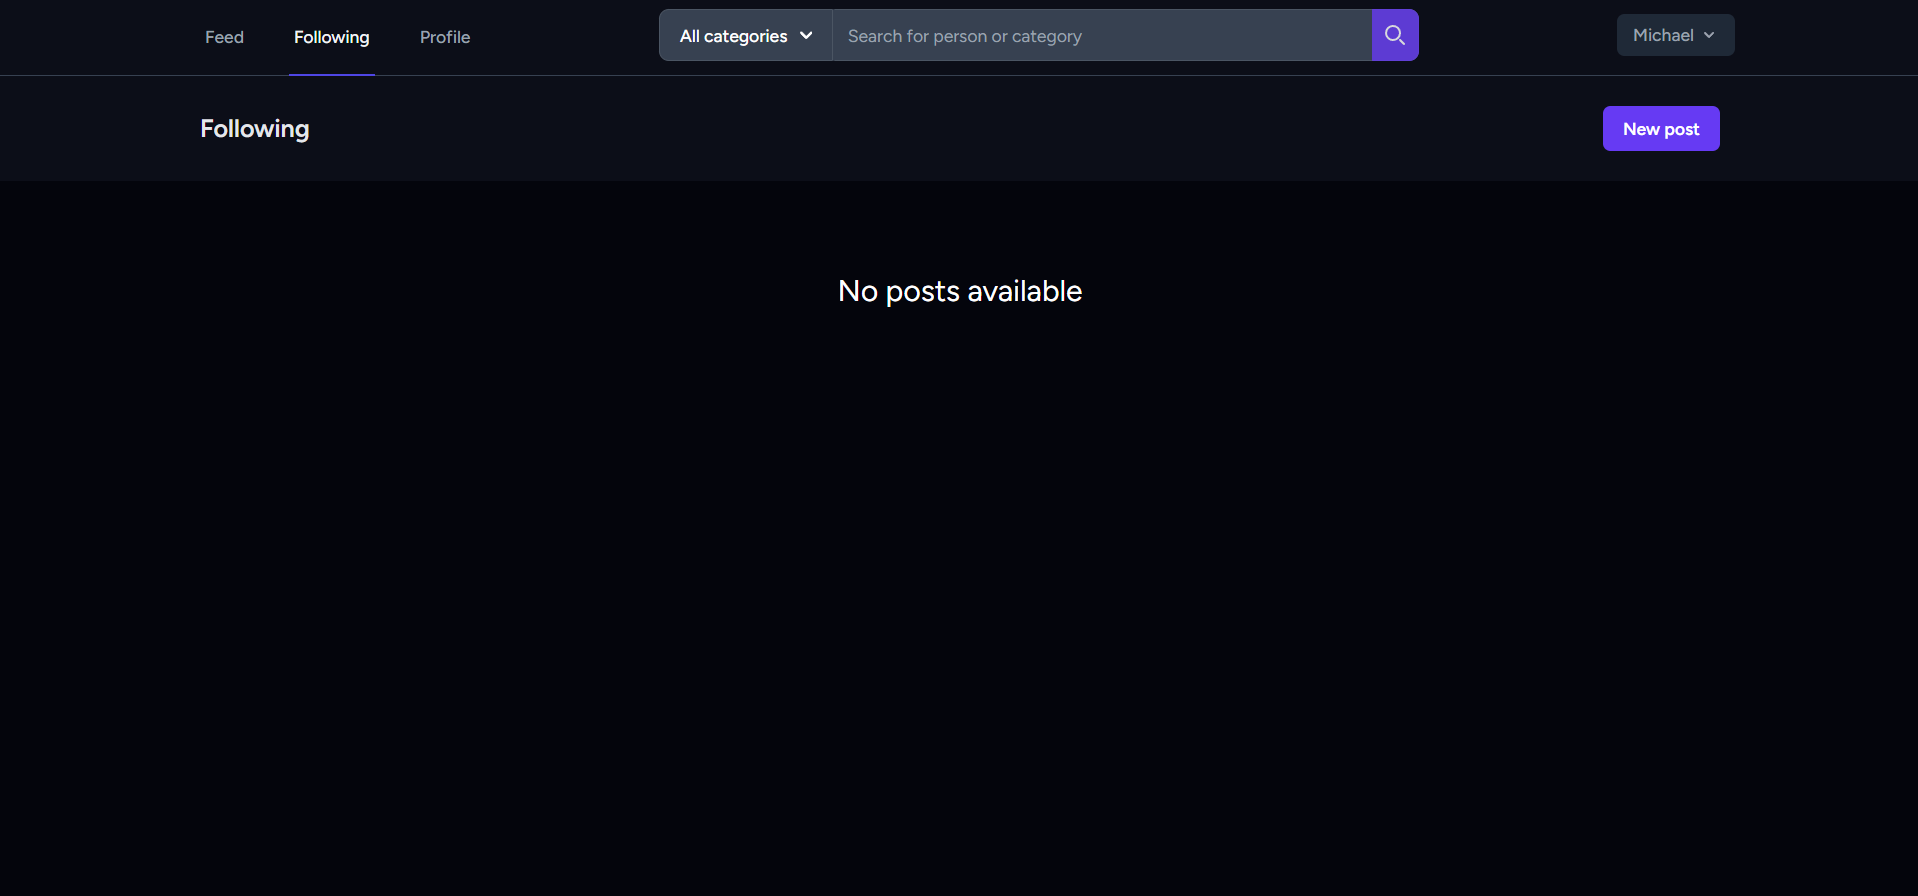 Feed Following Profile All categories Search for person or category Michael
Following New post
No posts available